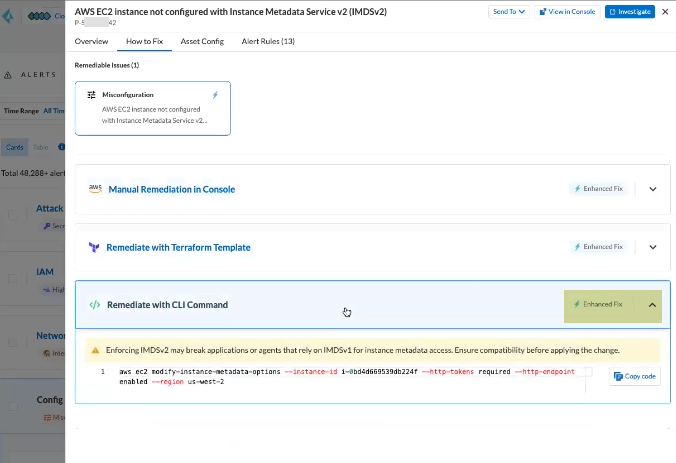 AWS EC2 instance not configured with Instance Metadata Service v2 (IMDSv2)
Send To
View in Console
Investigate
P-S 42
Overview
How to Fix
Asset Config
Alert Rules (13)
Remediable Issues (1)
Misconfiguration
AWS EC2 instance not configured
with Instance Metadata Service v2...
ALERTS
Time Range All Tim
Cards Table
Total 48,288+ alert
Attack
Secr
IAM
High
Networ
Config
Mis
Manual Remediation in Console
Enhanced Fix
Remediate with Terraform Template
Enhanced Fix
Remediate with CLI Command
Enhanced Fix
Enforcing IMDSv2 may break applications or agents that rely on IMDSv1 for instance metadata access. Ensure compatibility before applying the change.
1 aws ec2 modify-instance-metadata-options --instance-id i-0bd4d669539db224f --http-tokens required --http-endpoint
enabled --region us-west-2
Copy code